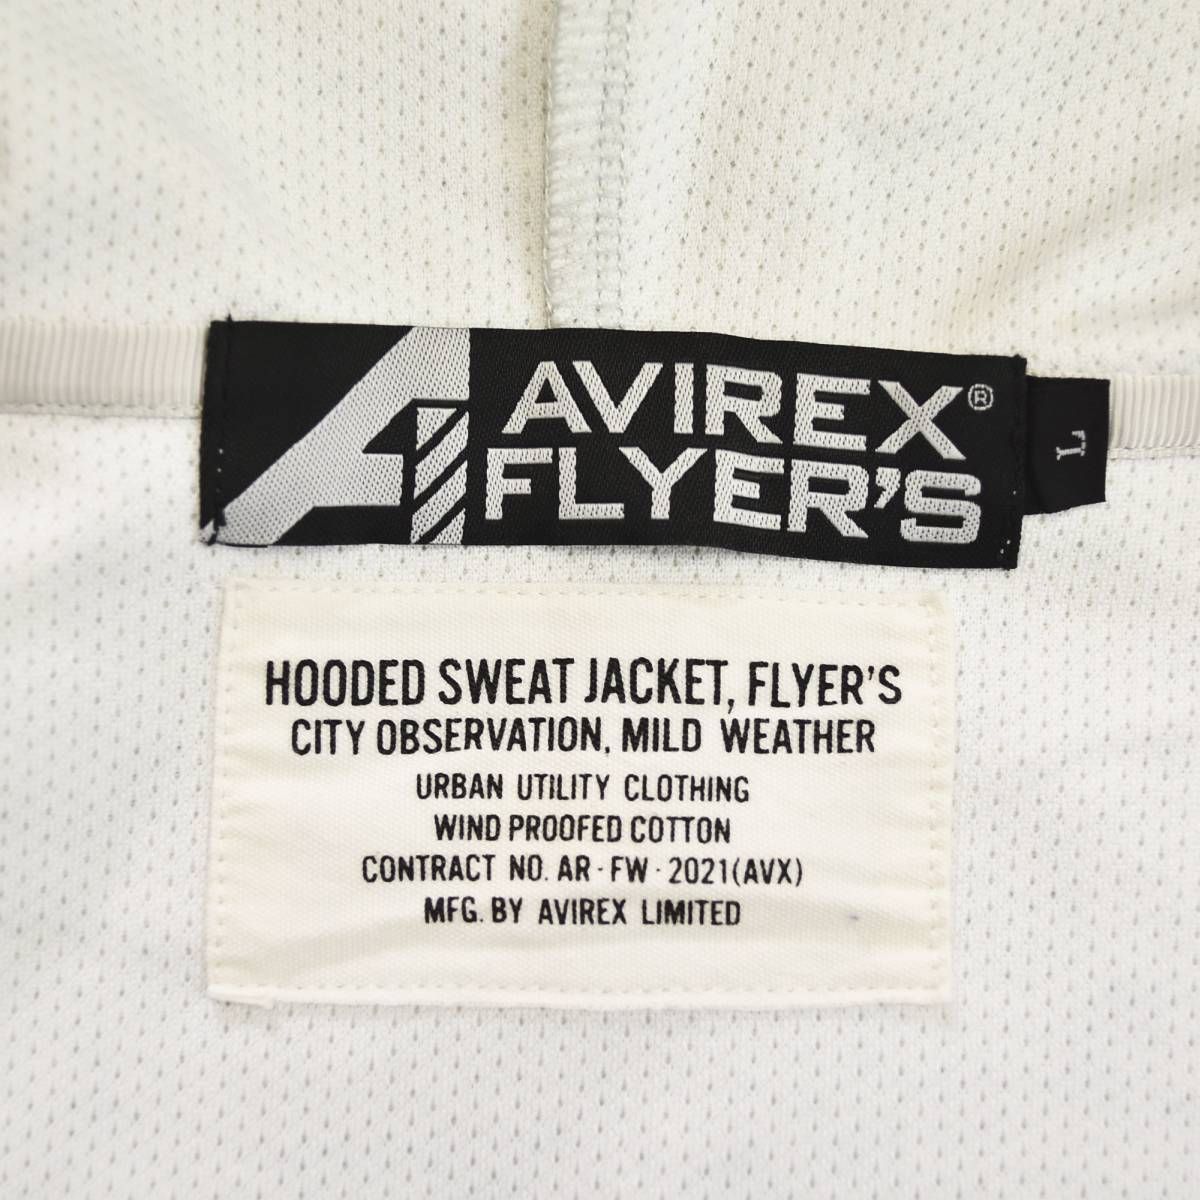 AVIREX®
FLYER'S
L
HOODED SWEAT JACKET, FLYER'S
CITY OBSERVATION, MILD WEATHER
URBAN UTILITY CLOTHING
WIND PROOFED COTTON
CONTRACT NO. AR·FW·2021(AVX)
MFG. BY AVIREX LIMITED